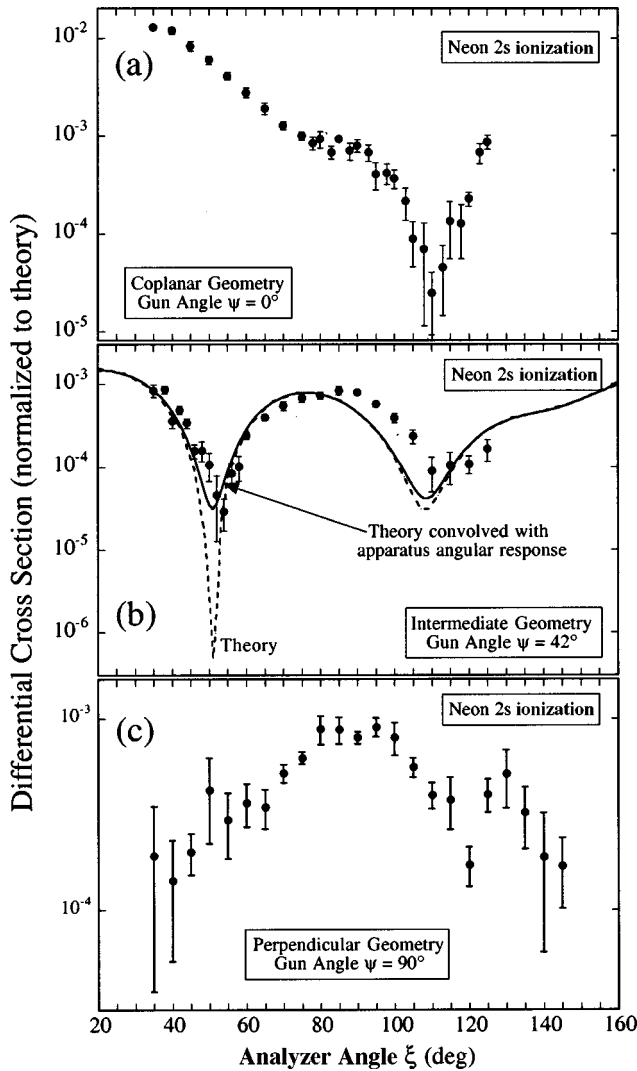 Differential Cross Section (normalized to theory)
10⁻²
10⁻³
10⁻⁴
10⁻⁵
(a)
Neon 2s ionization
Coplanar Geometry
Gun Angle ψ = 0°
10⁻³
10⁻⁴
10⁻⁵
10⁻⁶
Neon 2s ionization
Theory convolved with
apparatus angular response
(b)
Theory
Intermediate Geometry
Gun Angle ψ = 42°
10⁻³
10⁻⁴
(c)
Neon 2s ionization
Perpendicular Geometry
Gun Angle ψ = 90°
20 40 60 80 100 120 140 160
Analyzer Angle ξ (deg)